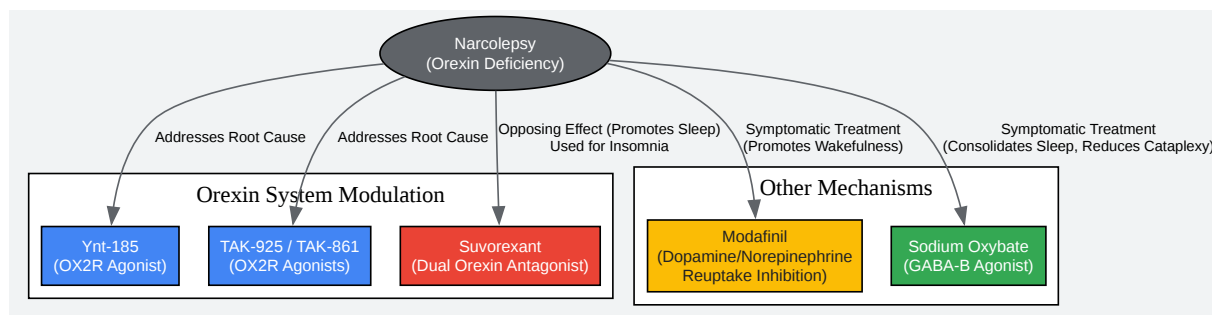 Narcolepsy
(Orexin Deficiency)
Addresses Root Cause
Addresses Root Cause
Opposing Effect (Promotes Sleep)
Used for Insomnia
Symptomatic Treatment
(Promotes Wakefulness)
Symptomatic Treatment
(Consolidates Sleep, Reduces Cataplexy)
Orexin System Modulation
Ynt-185
(OX2R Agonist)
TAK-925 / TAK-861
(OX2R Agonists)
Suvorexant
(Dual Orexin Antagonist)
Other Mechanisms
Modafinil
(Dopamine/Norepinephrine
Reuptake Inhibition)
Sodium Oxybate
(GABA-B Agonist)